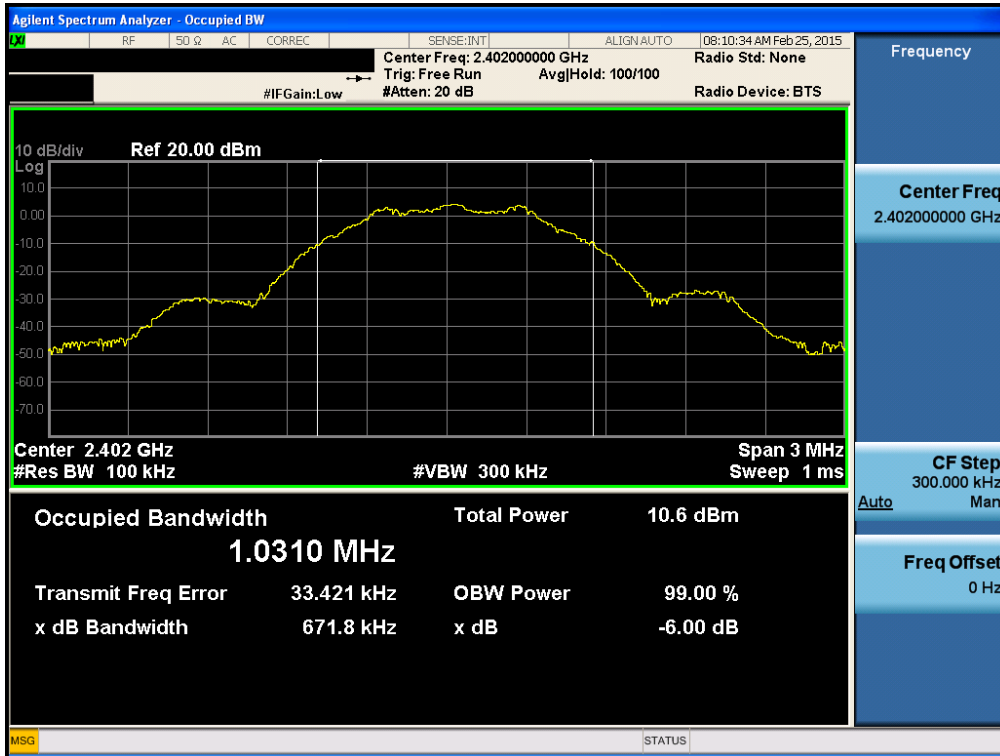 Agilent Spectrum Analyzer - Occupied BW
LXI RF 50 Ω AC CORREC SENSE:INT ALIGN AUTO 08:10:34 AM Feb 25, 2015
Center Freq: 2.402000000 GHz Radio Std: None
Trig: Free Run Avg|Hold: 100/100
#IFGain:Low #Atten: 20 dB Radio Device: BTS
10 dB/div Ref 20.00 dBm
Log
10.0
0.00
-10.0
-20.0
-30.0
-40.0
-50.0
-60.0
-70.0
Center 2.402 GHz Span 3 MHz
#Res BW 100 kHz #VBW 300 kHz Sweep 1 ms
Occupied Bandwidth Total Power 10.6 dBm
1.0310 MHz
Transmit Freq Error 33.421 kHz OBW Power 99.00 %
x dB Bandwidth 671.8 kHz x dB -6.00 dB
MSG STATUS
Frequency
Center Freq
2.402000000 GHz
CF Step
300.000 kHz
Auto Man
Freq Offset
0 Hz